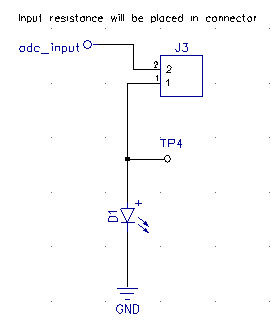 Input resistance will be placed in connector
J3
adc_input
2 2
1 1
TP4
D1
+
GND